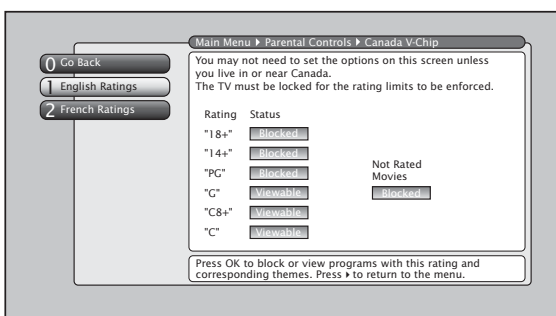 Main Menu ▶ Parental Controls ▶ Canada V-Chip
0 Go Back
1 English Ratings
2 French Ratings
You may not need to set the options on this screen unless
you live in or near Canada.
The TV must be locked for the rating limits to be enforced.
Rating Status
"18+" Blocked
"14+" Blocked
"PG" Blocked
"G" Viewable
"C8+" Viewable
"C" Viewable
Not Rated
Movies
Blocked
Press OK to block or view programs with this rating and
corresponding themes. Press ▶ to return to the menu.